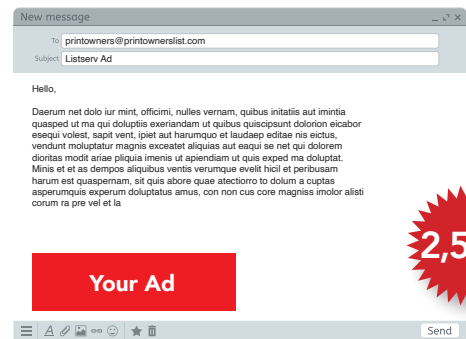 New message
To printowners@printownerslist.com
Subject Listserv Ad
Hello,
Daerum net dolo iur mint, officimi, nulles vernam, quibus initatiis aut imintia
quasped ut ma qui doluptiis exeriandam ut quibus quiscipsunt dolorion eicabor
esequi volest, sapit vent, ipiet aut harumquo et laudaep editae nis eictus,
vendunt moluptatur magnis exceatet aliquias aut eaqui se net qui dolorem
dioritas modit ariae pliquia imenis ut apiendiam ut quis exped ma doluptat.
Minis et et as dempos aliquibus ventis verumque evelit hicil et peribusam
harum est quaspernam, sit quis abore quae atectiorro to dolum a cuptas
asperumquis experum doluptatus amus, con non cus core magniss imolor alisti
corum ra pre vel et la
2,5
Your Ad
Send